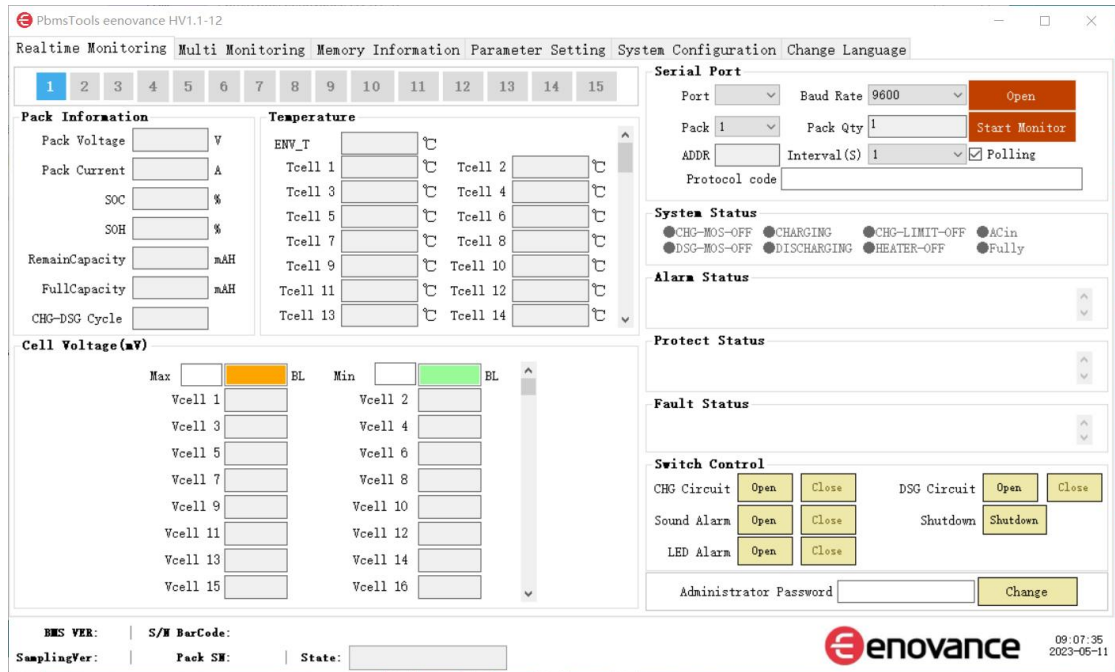 PbmsTools eenovance HV1.1-12
Realtime Monitoring Multi Monitoring Memory Information Parameter Setting System Configuration Change Language
1 2 3 4 5 6 7 8 9 10 11 12 13 14 15
Pack Information
Pack Voltage V
Pack Current A
SOC %
SOH %
RemainCapacity mAH
FullCapacity mAH
CHG-DSG Cycle
Temperature
ENV_T ℃
Tcell 1 ℃ Tcell 2 ℃
Tcell 3 ℃ Tcell 4 ℃
Tcell 5 ℃ Tcell 6 ℃
Tcell 7 ℃ Tcell 8 ℃
Tcell 9 ℃ Tcell 10 ℃
Tcell 11 ℃ Tcell 12 ℃
Tcell 13 ℃ Tcell 14 ℃
Cell Voltage(mV)
Max BL Min BL
Vcell 1 Vcell 2
Vcell 3 Vcell 4
Vcell 5 Vcell 6
Vcell 7 Vcell 8
Vcell 9 Vcell 10
Vcell 11 Vcell 12
Vcell 13 Vcell 14
Vcell 15 Vcell 16
Serial Port
Port Baud Rate 9600 Open
Pack 1 Pack Qty 1 Start Monitor
ADDR Interval(S) 1 Polling
Protocol code
System Status
CHG-MOS-OFF CHARGING CHG-LIMIT-OFF ACin
DSG-MOS-OFF DISCHARGING HEATER-OFF Fully
Alarm Status
Protect Status
Fault Status
Switch Control
CHG Circuit Open Close DSG Circuit Open Close
Sound Alarm Open Close Shutdown Shutdown
LED Alarm Open Close
Administrator Password Change
BMS VER: S/N BarCode:
SamplingVer: Pack SN: State:
enovance
09:07:35
2023-05-11